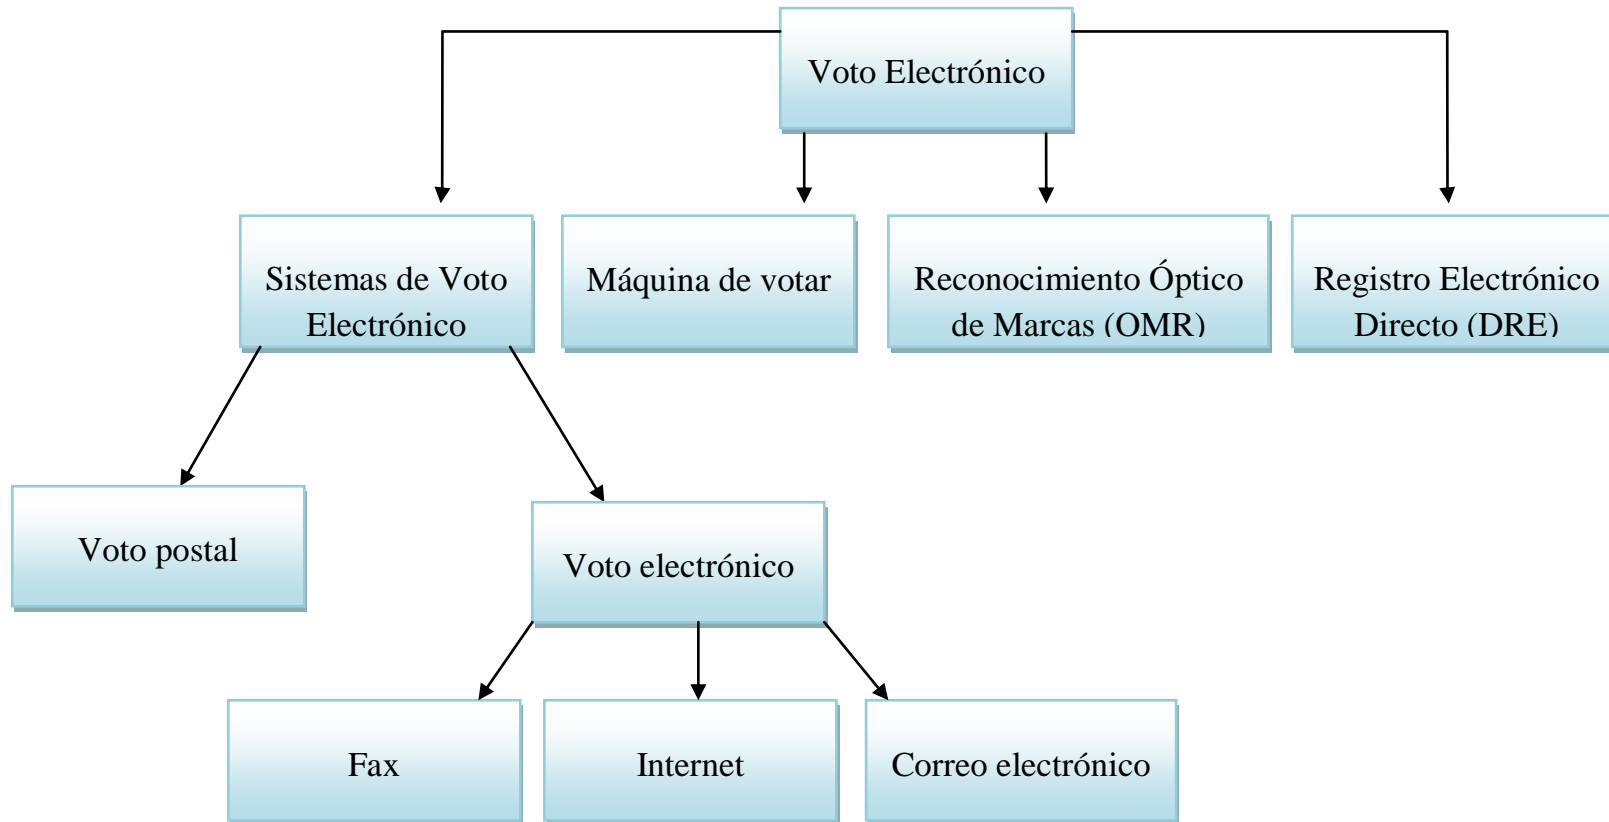 Voto Electrónico
Sistemas de Voto
Electrónico
Máquina de votar
Reconocimiento Óptico
de Marcas (OMR)
Registro Electrónico
Directo (DRE)
Voto postal
Voto electrónico
Fax
Internet
Correo electrónico